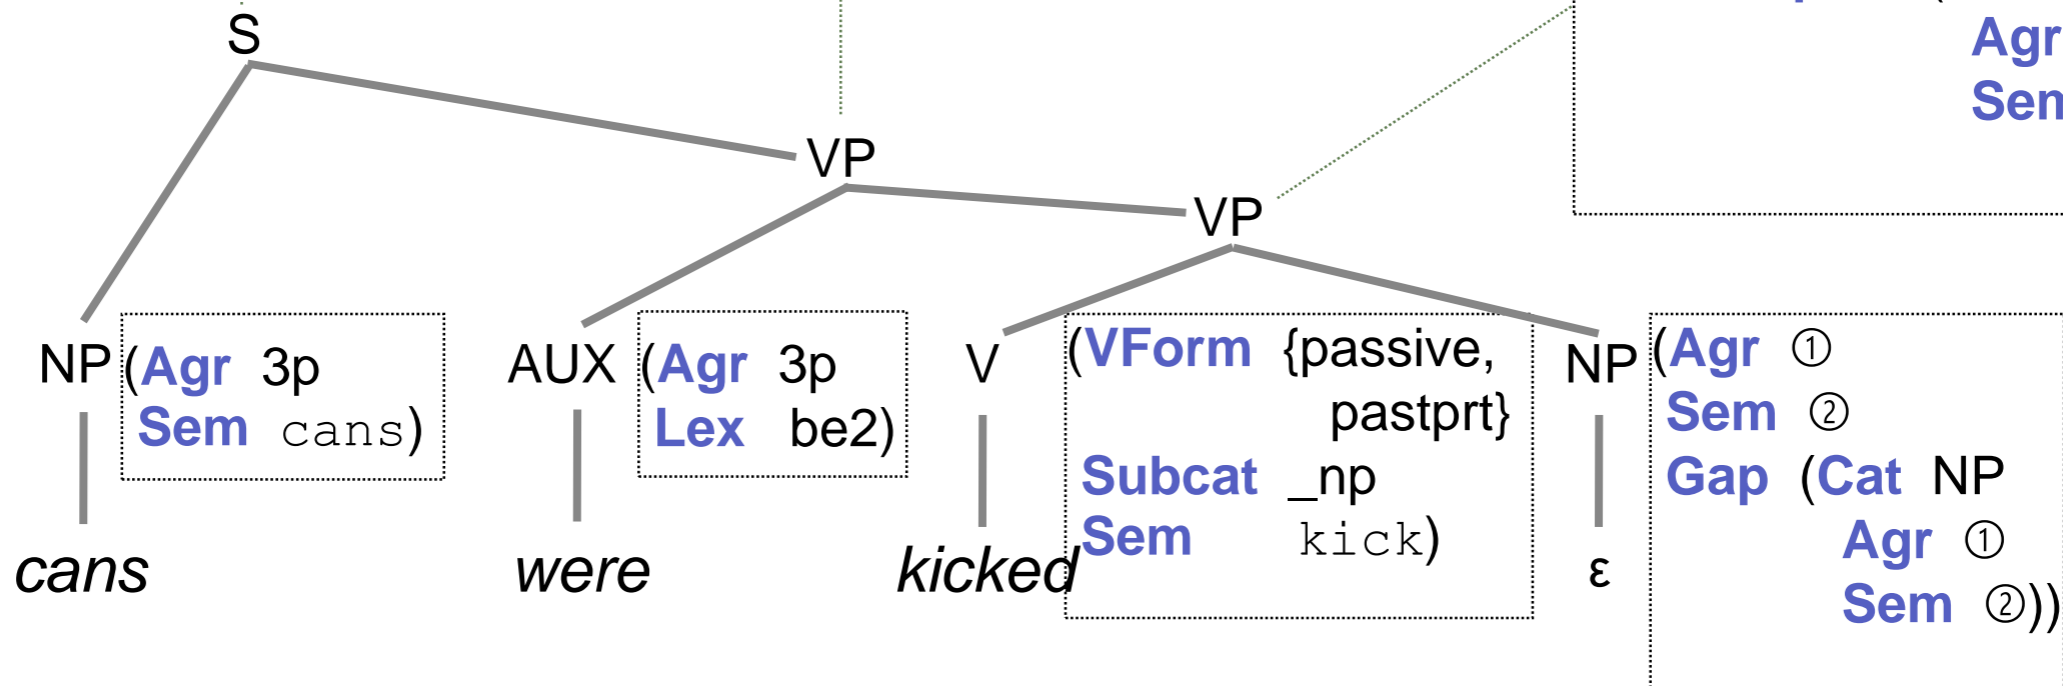 S
Agr
Sem
VP
VP
NP (Agr 3p
Sem cans)
AUX (Agr 3p
Lex be2)
V (VForm {passive,
pastprt}
Subcat _np
Sem kick)
NP (Agr ①
Sem ②
Gap (Cat NP
Agr ①
Sem ②))
cans were kicked ε